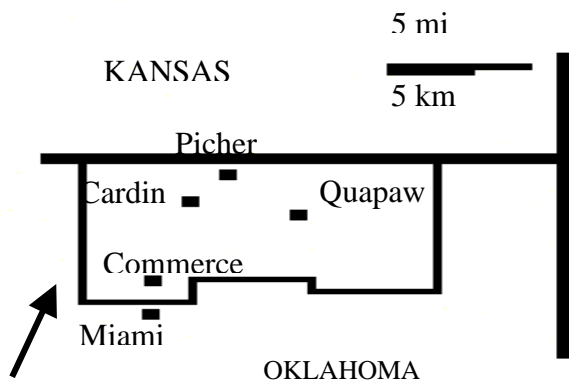 5 mi
KANSAS
5 km
Picher
Cardin
Quapaw
Commerce
Miami
OKLAHOMA